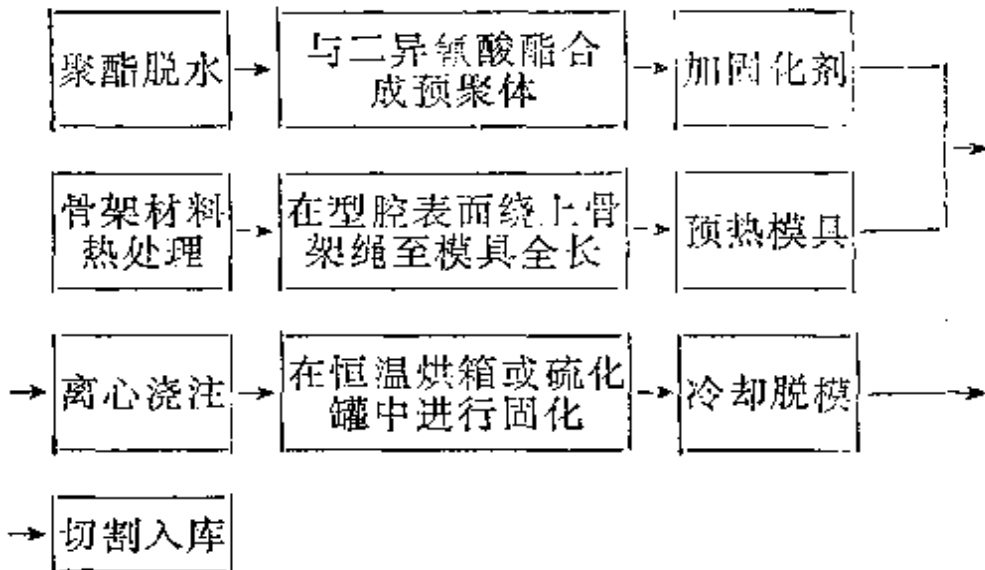 聚酯脱水
与二异氰酸酯合
成预聚体
加固化剂
骨架材料
热处理
在型腔表面绕上骨
架绳至模具全长
预热模具
离心浇注
在恒温烘箱或硫化
罐中进行固化
冷却脱模
切割入库